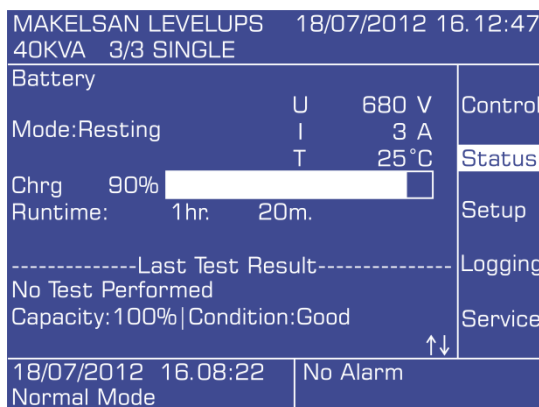 MAKELSAN LEVELUPS 18/07/2012 16.12:47
40KVA 3/3 SINGLE
Battery
U 680 V
Control
Mode:Resting
I 3 A
T 25°C
Status
Chrg 90%
Runtime: 1hr. 20m.
Setup
--------------Last Test Result---------------
Logging
No Test Performed
Capacity:100%|Condition:Good
Service
↑↓
18/07/2012 16.08:22
No Alarm
Normal Mode